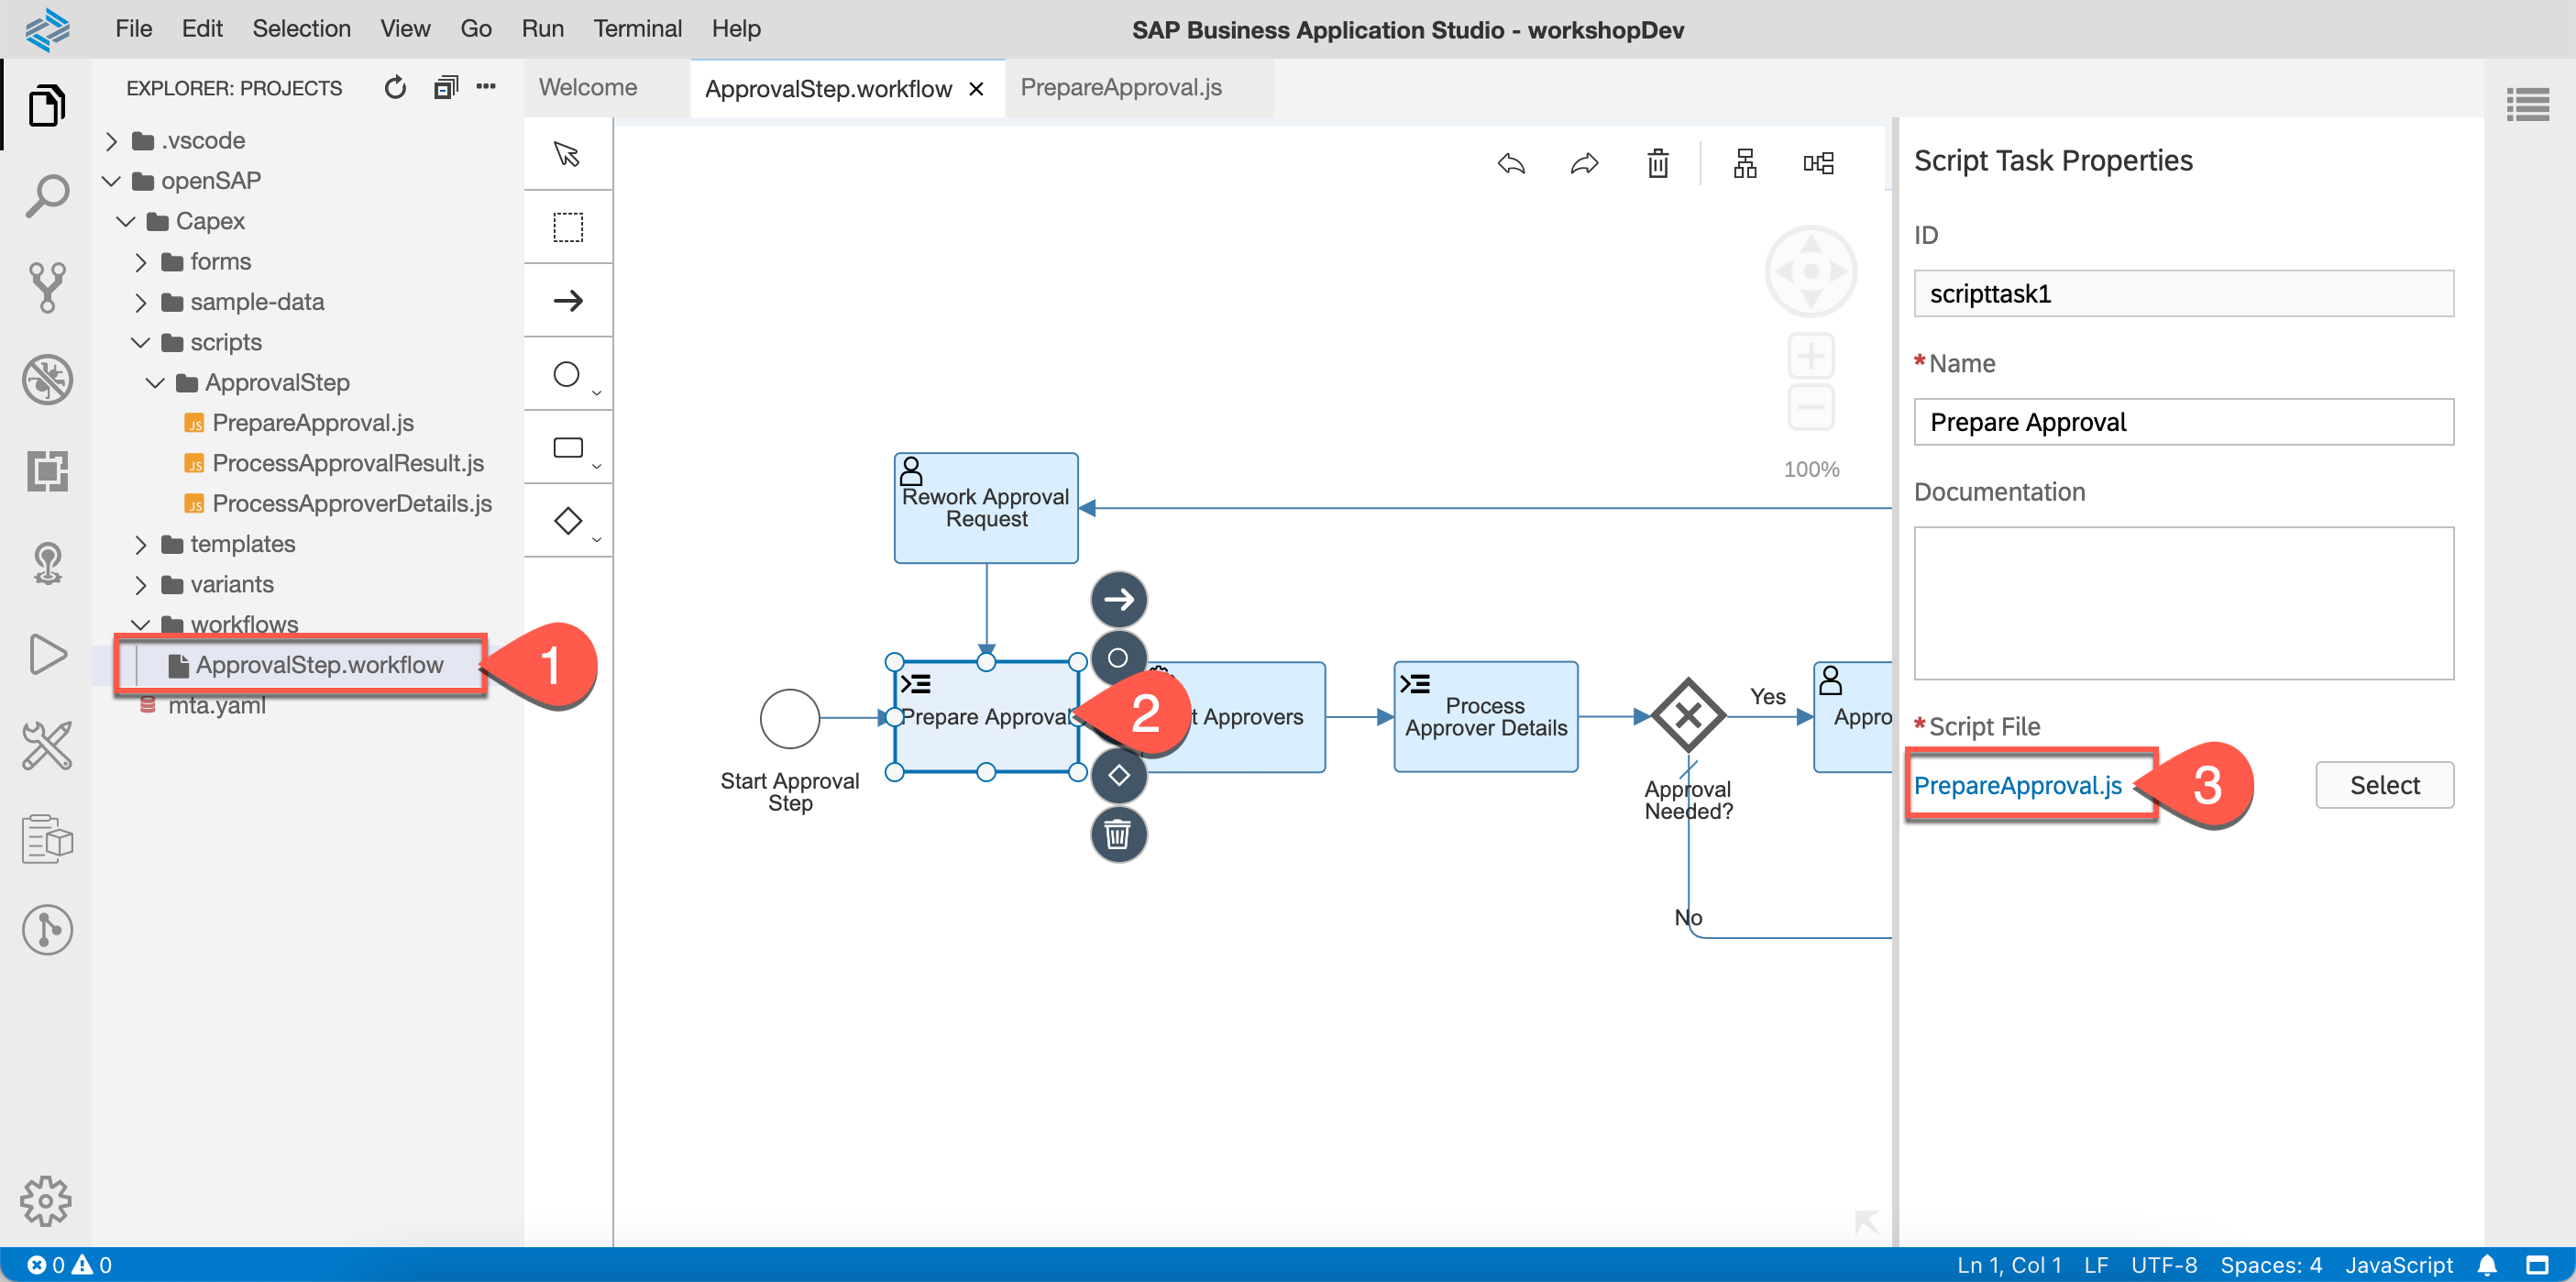 File Edit Selection View Go Run Terminal Help
SAP Business Application Studio - workshopDev
EXPLORER: PROJECTS
Welcome
ApprovalStep.workflow
PrepareApproval.js
.vscode
openSAP
Capex
forms
sample-data
scripts
ApprovalStep
JS PrepareApproval.js
JS ProcessApprovalResult.js
JS ProcessApproverDetails.js
templates
variants
workflows
ApprovalStep.workflow
1
mta.yaml
100%
Rework Approval
Request
Start Approval
Step
Prepare Approval
2
t Approvers
Process
Approver Details
Approval
Needed?
Yes
No
Appro
Script Task Properties
ID
scripttask1
*Name
Prepare Approval
Documentation
*Script File
PrepareApproval.js
3
Select
0 0
Ln 1, Col 1 LF UTF-8 Spaces: 4 JavaScript